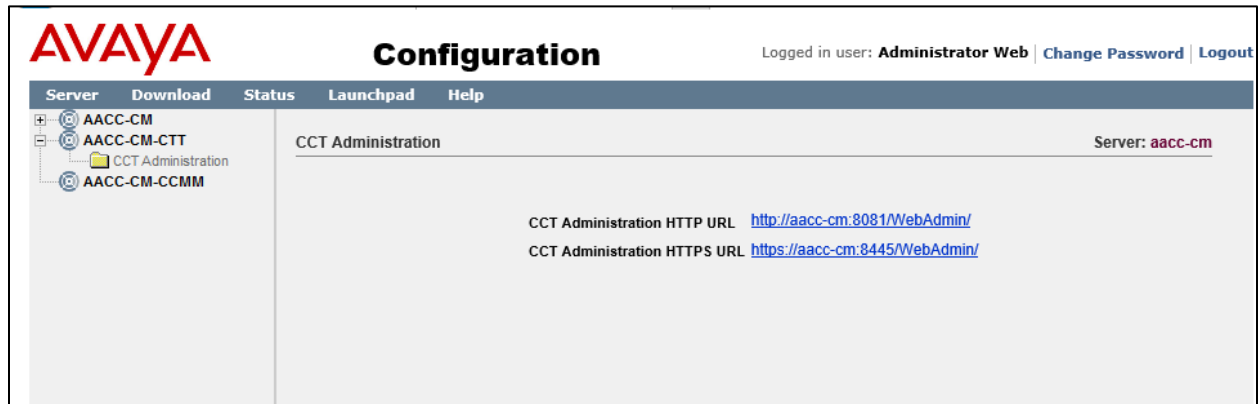 AVAYA
Configuration
Logged in user: Administrator Web | Change Password | Logout
Server Download Status Launchpad Help
AACC-CM
AACC-CM-CTT
CCT Administration
AACC-CM-CCMM
CCT Administration
Server: aacc-cm
CCT Administration HTTP URL http://aacc-cm:8081/WebAdmin/
CCT Administration HTTPS URL https://aacc-cm:8445/WebAdmin/